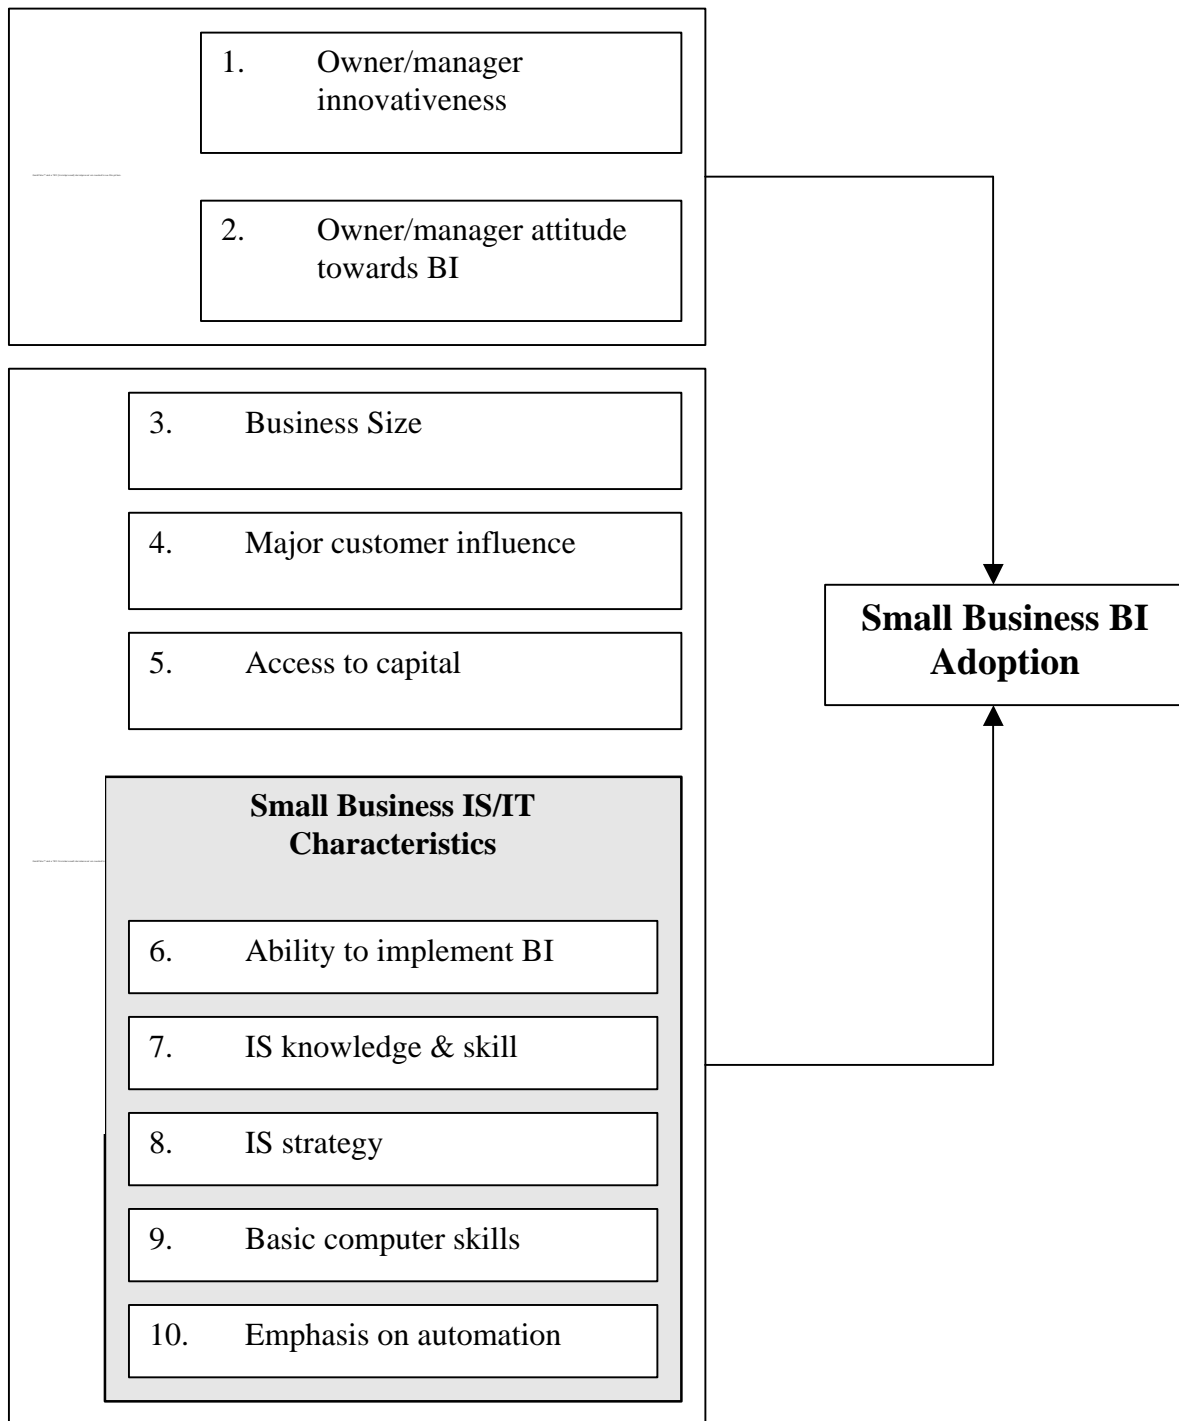 1. Owner/manager
innovativeness
2. Owner/manager attitude
towards BI
3. Business Size
4. Major customer influence
5. Access to capital
Small Business IS/IT
Characteristics
6. Ability to implement BI
7. IS knowledge & skill
8. IS strategy
9. Basic computer skills
10. Emphasis on automation
Small Business BI
Adoption